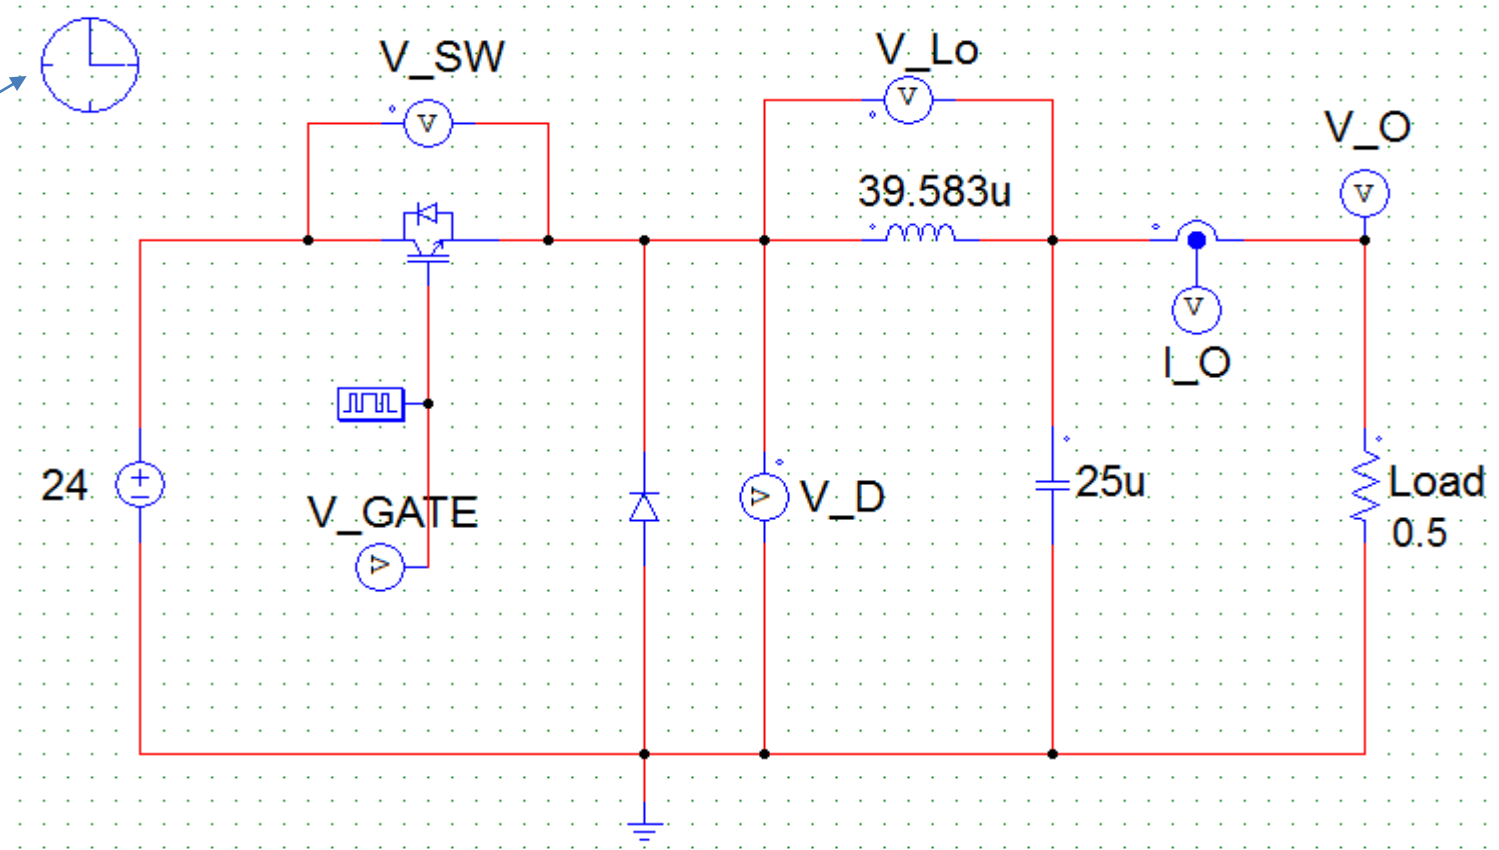 V_SW
V
V_Lo
V
V_O
V
39.583u
V
I_O
24
V_GATE
V
V
V_D
25u
Load
0.5